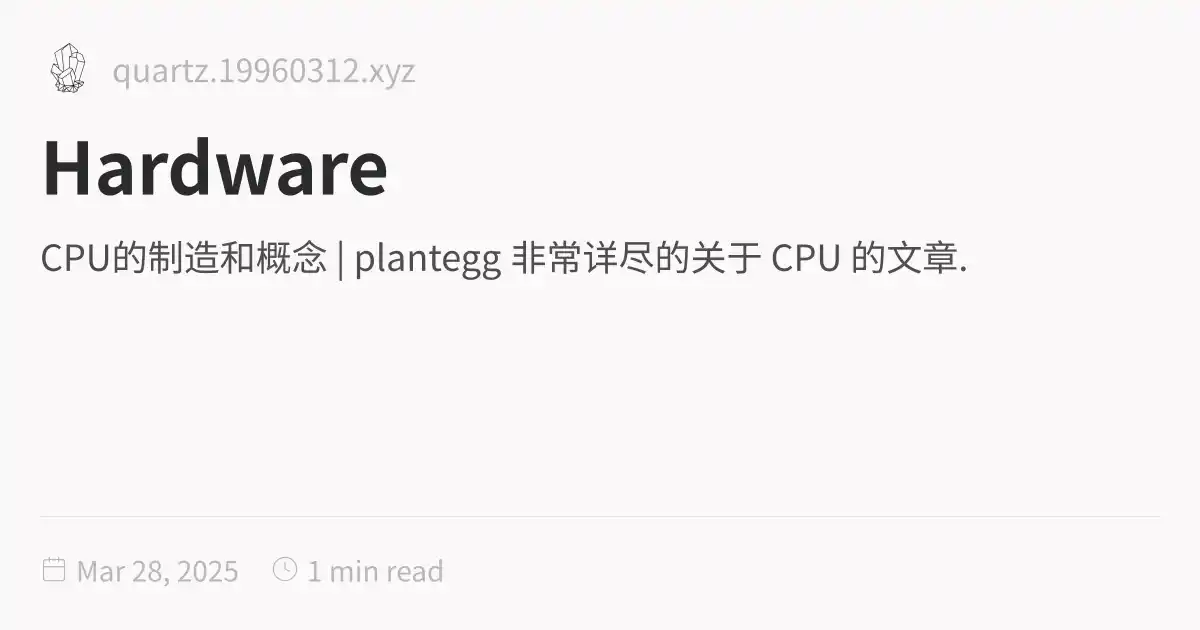 quartz.19960312.xyz
Hardware
CPU的制造和概念 | plantegg 非常详尽的关于 CPU 的文章.
Mar 28, 2025 1 min read